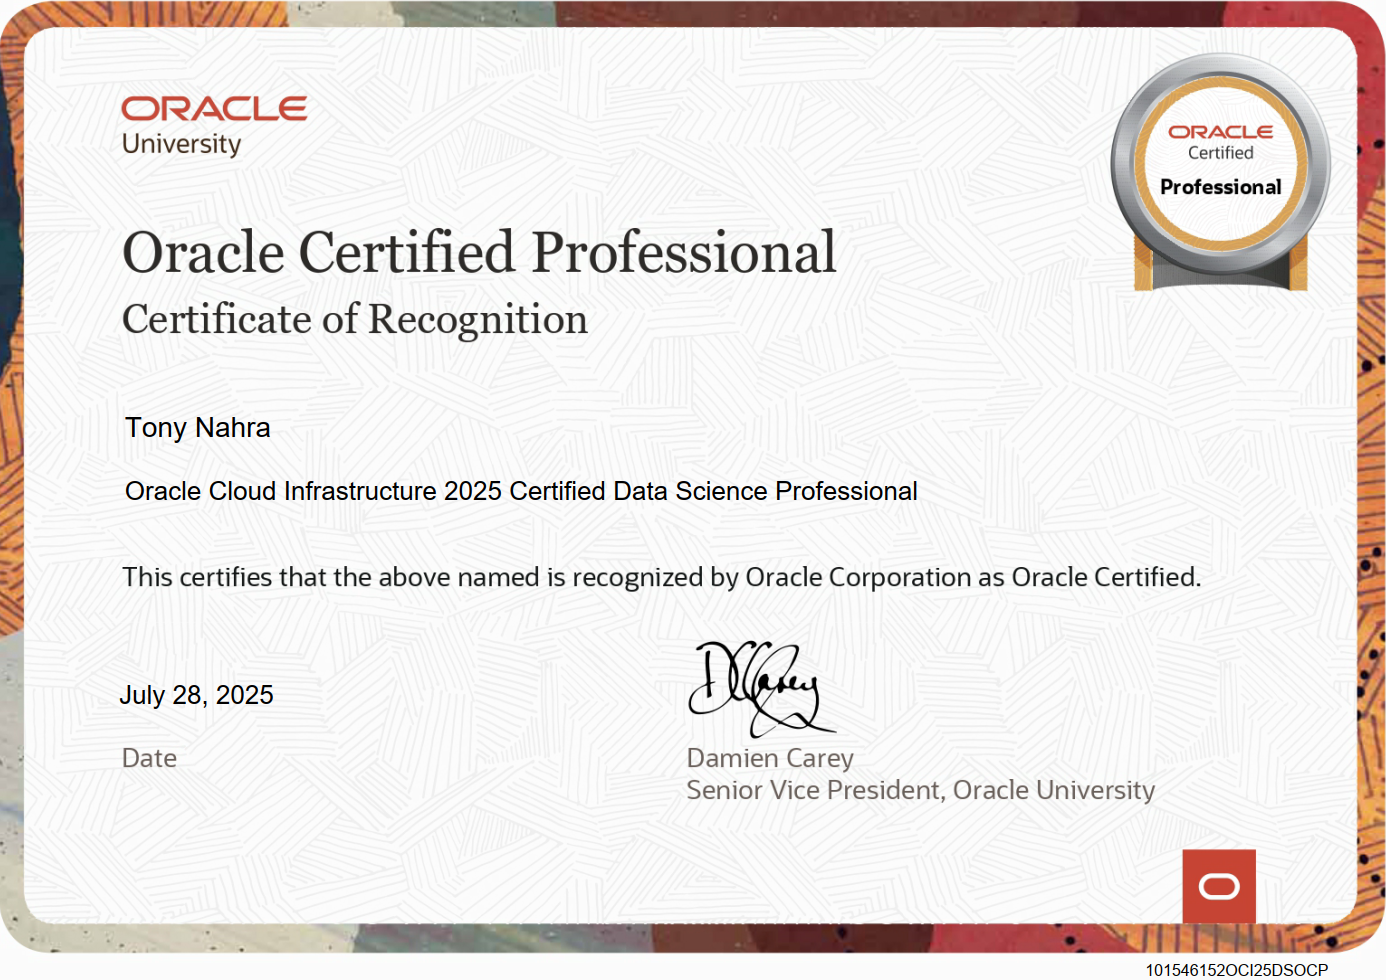 ORACLE
University
ORACLE
Certified
Professional
Oracle Certified Professional
Certificate of Recognition
Tony Nahra
Oracle Cloud Infrastructure 2025 Certified Data Science Professional
This certifies that the above named is recognized by Oracle Corporation as Oracle Certified.
July 28, 2025
Date
DCCarey
Damien Carey
Senior Vice President, Oracle University
101546152OCI25DSOCP